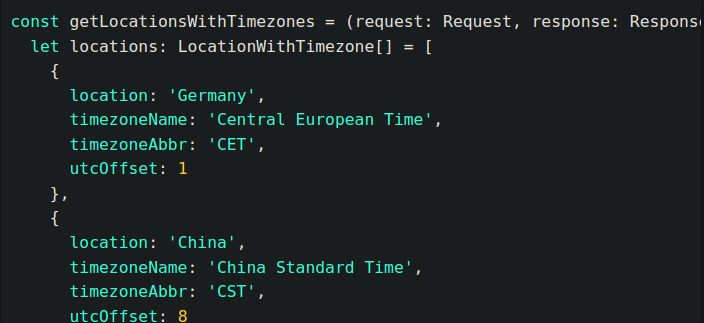 const getLocationsWithTimezones = (request: Request, response: Respons
let locations: LocationWithTimezone[] = [
{
location: 'Germany',
timezoneName: 'Central European Time',
timezoneAbbr: 'CET',
utcOffset: 1
},
{
location: 'China',
timezoneName: 'China Standard Time',
timezoneAbbr: 'CST',
utcOffset: 8